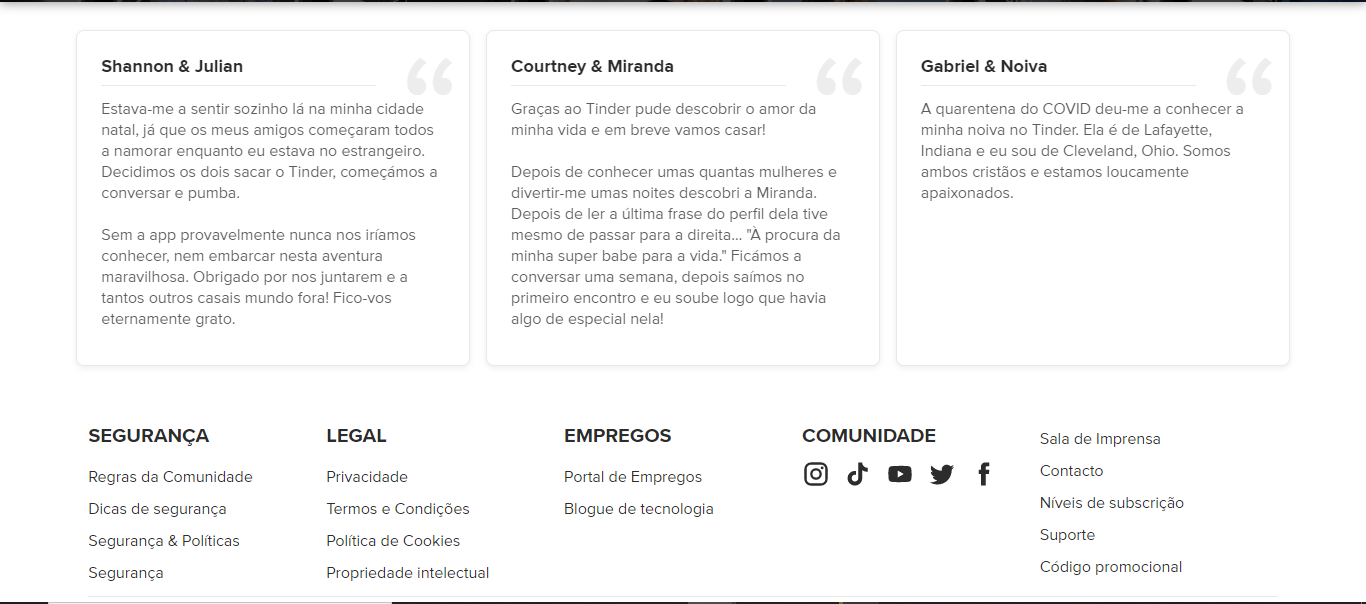 Shannon & Julian
Estava-me a sentir sozinho lá na minha cidade
natal, já que os meus amigos começaram todos
a namorar enquanto eu estava no estrangeiro.
Decidimos os dois sacar o Tinder, começámos a
conversar e pumba.
Sem a app provavelmente nunca nos iríamos
conhecer, nem embarcar nesta aventura
maravilhosa. Obrigado por nos juntarem e a
tantos outros casais mundo fora! Fico-vos
eternamente grato.
Courtney & Miranda
Graças ao Tinder pude descobrir o amor da
minha vida e em breve vamos casar!
Depois de conhecer umas quantas mulheres e
divertir-me umas noites descobri a Miranda.
Depois de ler a última frase do perfil dela tive
mesmo de passar para a direita... "À procura da
minha super babe para a vida." Ficámos a
conversar uma semana, depois saímos no
primeiro encontro e eu soube logo que havia
algo de especial nela!
Gabriel & Noiva
A quarentena do COVID deu-me a conhecer a
minha noiva no Tinder. Ela é de Lafayette,
Indiana e eu sou de Cleveland, Ohio. Somos
ambos cristãos e estamos loucamente
apaixonados.
SEGURANÇA
Regras da Comunidade
Dicas de segurança
Segurança & Políticas
Segurança
LEGAL
Privacidade
Termos e Condições
Política de Cookies
Propriedade intelectual
EMPREGOS
Portal de Empregos
Blogue de tecnologia
COMUNIDADE
Sala de Imprensa
Contacto
Níveis de subscrição
Suporte
Código promocional